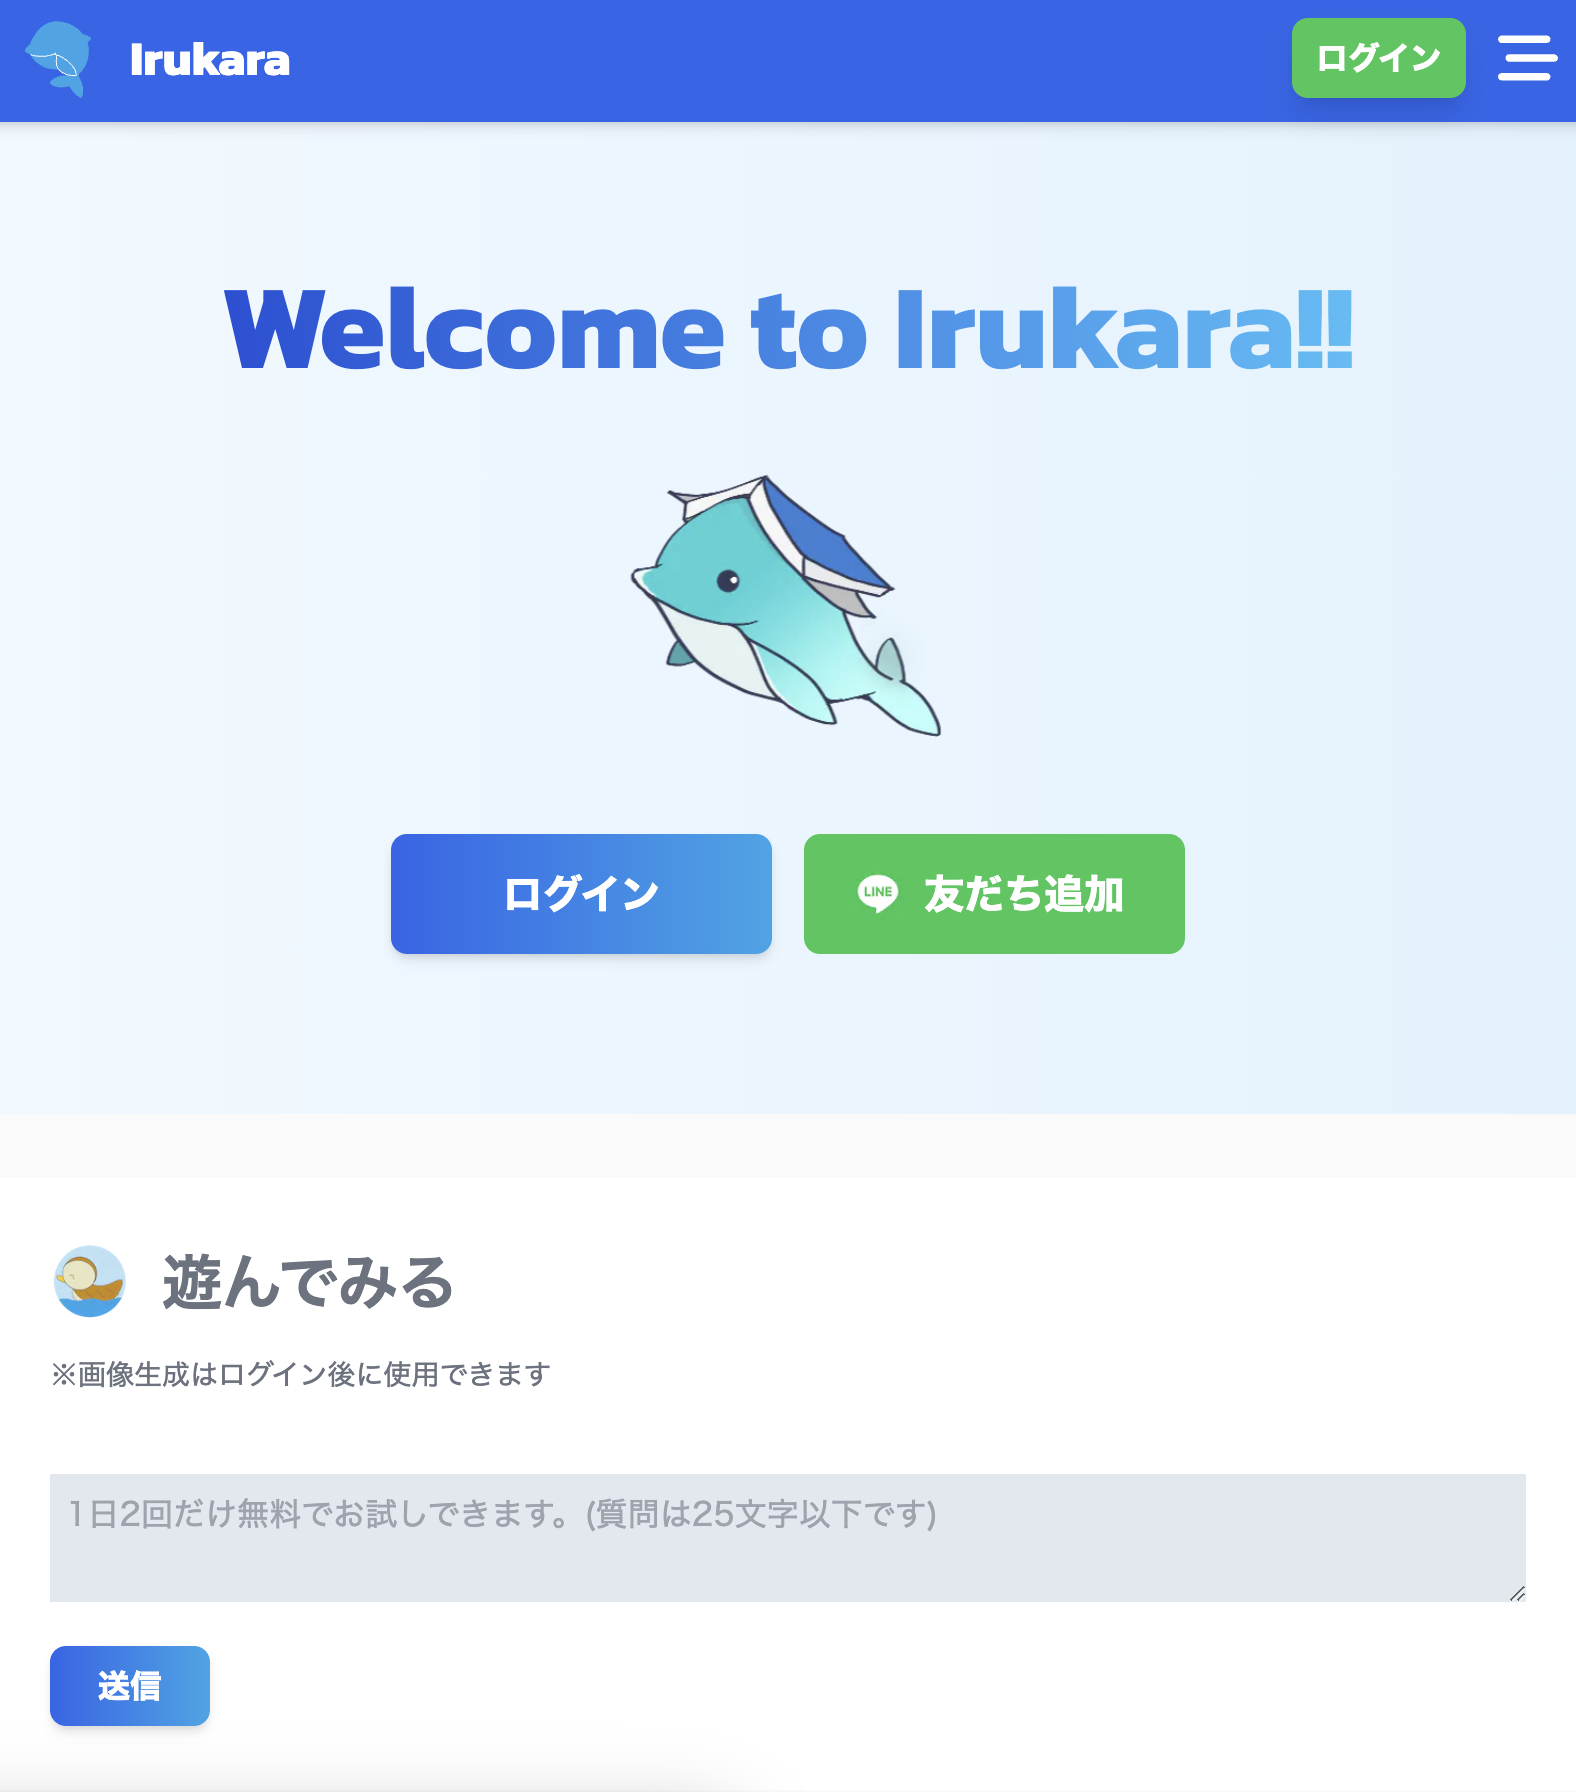 Irukara
ログイン
Welcome to Irukara!!
ログイン
LINE 友だち追加
遊んでみる
※画像生成はログイン後に使用できます
1日2回だけ無料でお試しできます。(質問は25文字以下です)
送信